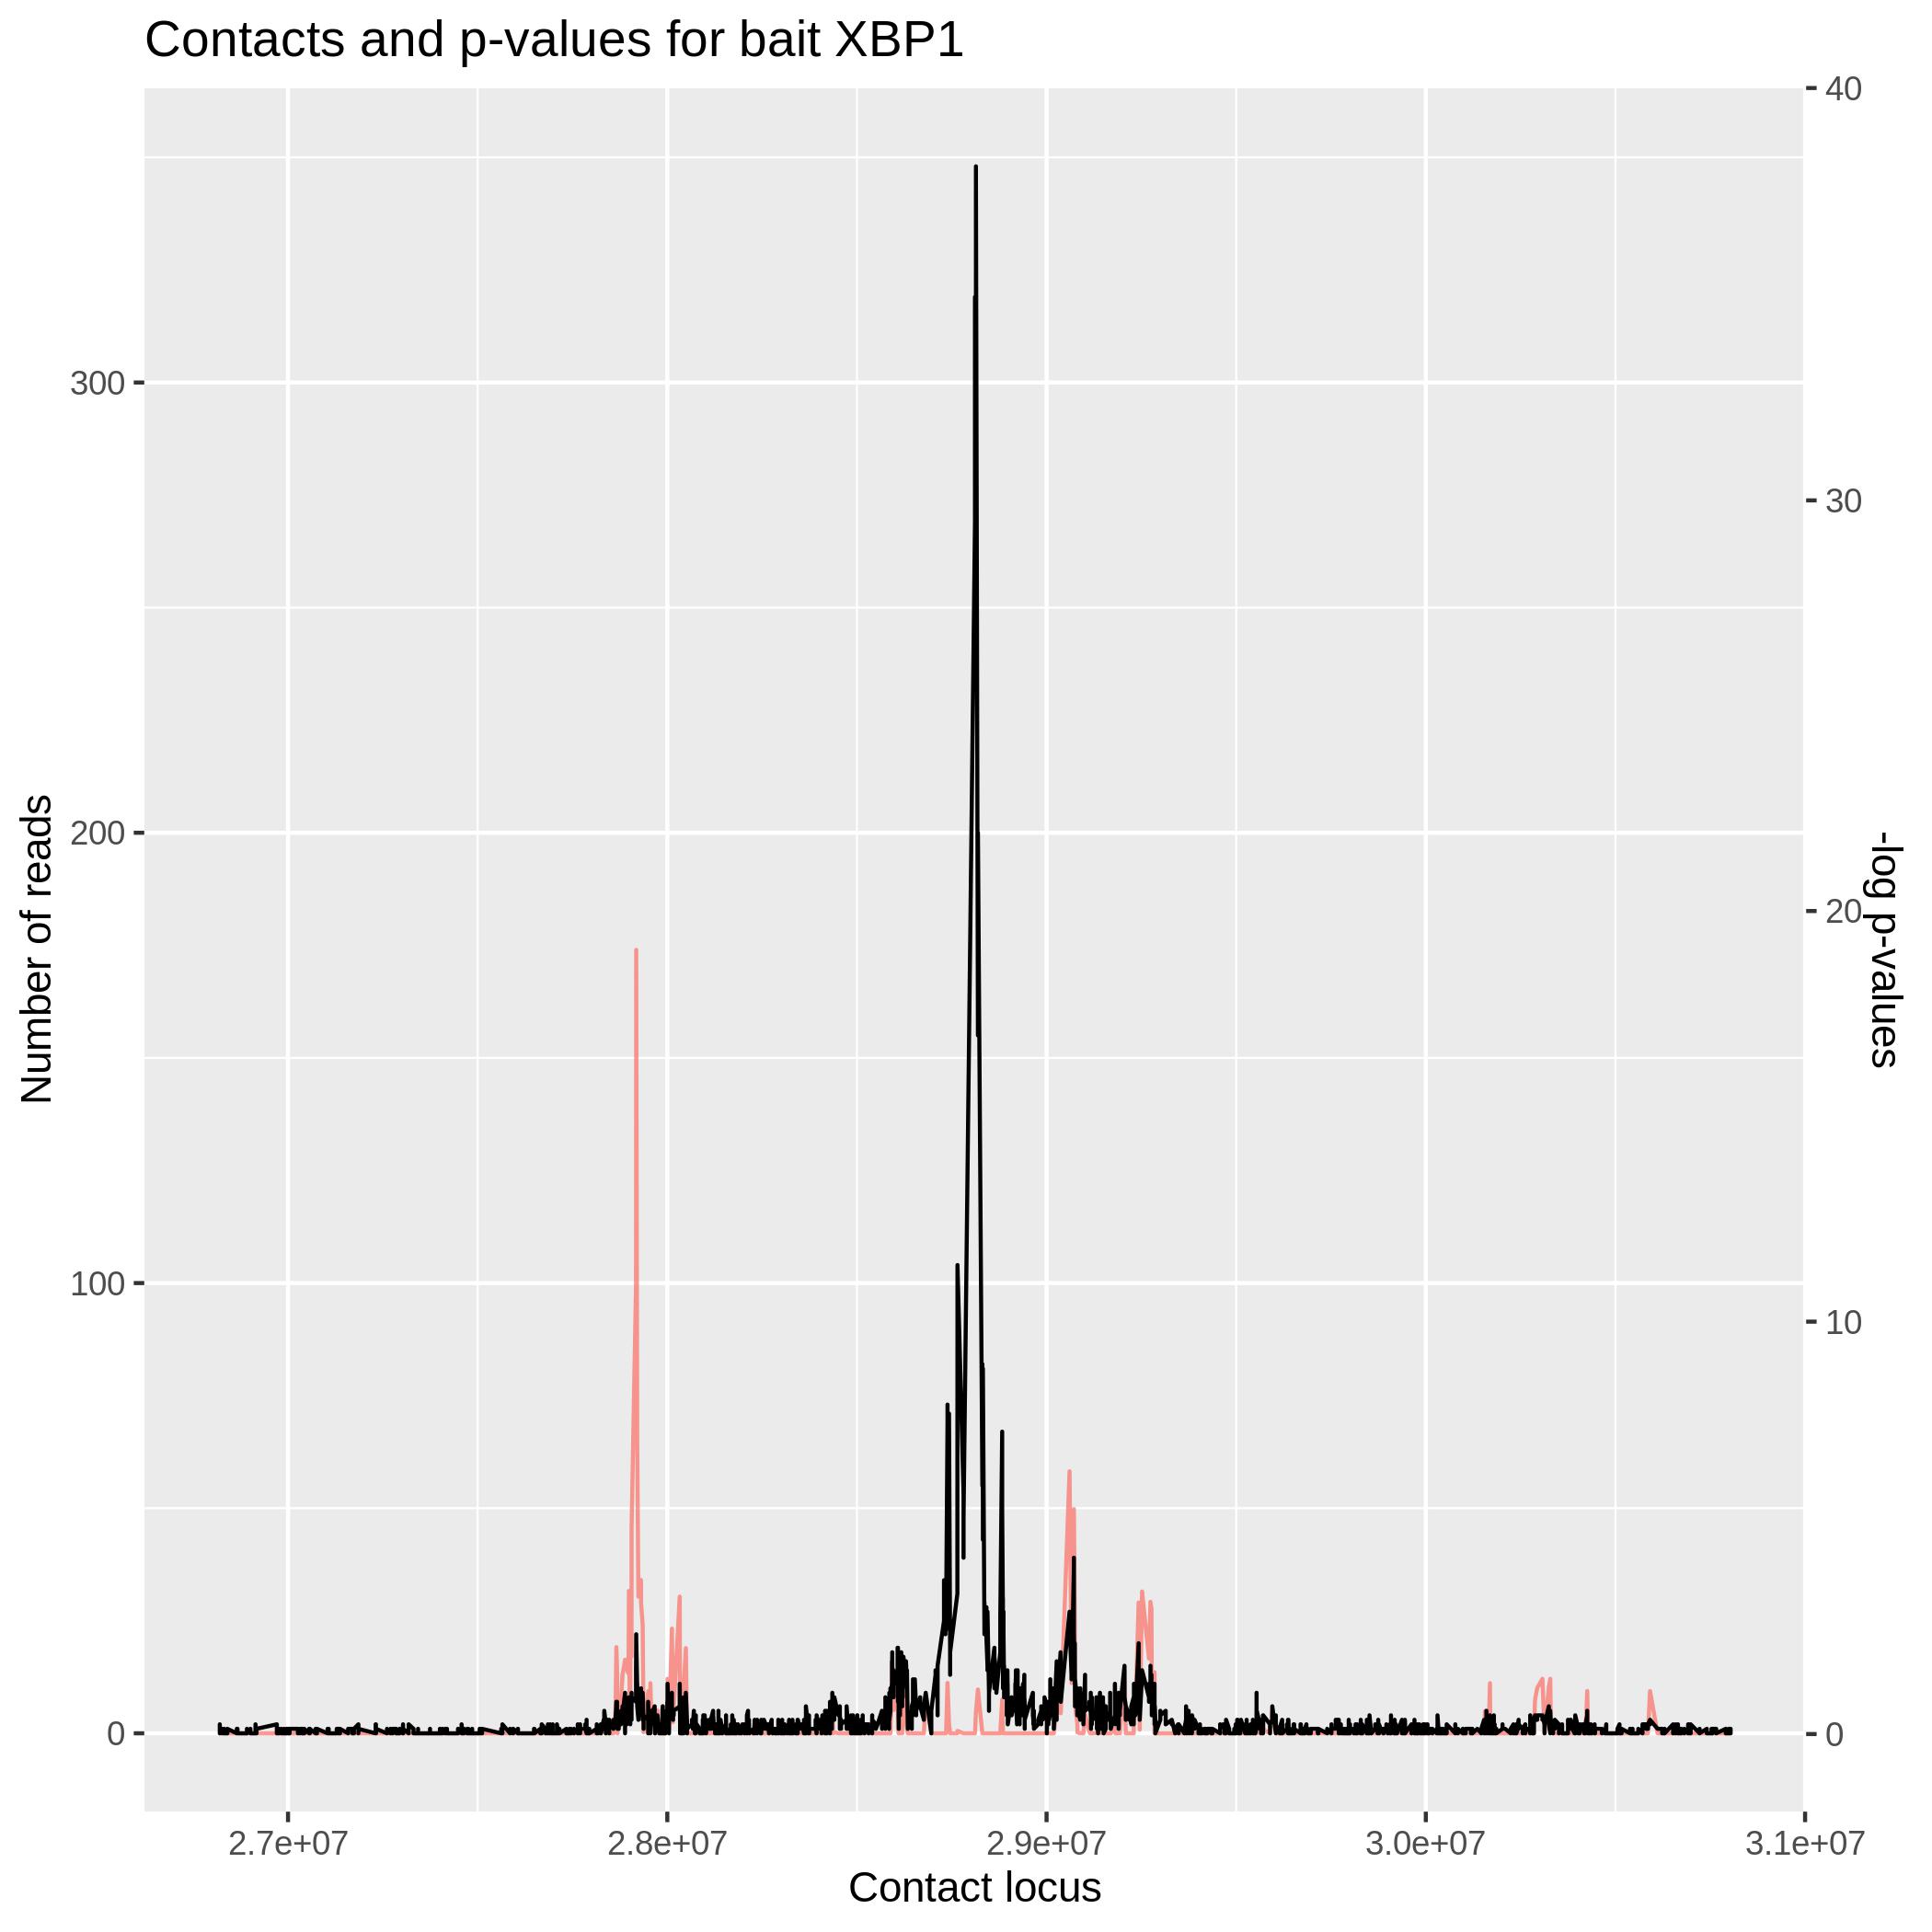 Contacts and p-values for bait XBP1
Number of reads
300
200
100
0
40
30
20
10
0
-log p-values
2.7e+07
2.8e+07
2.9e+07
3.0e+07
3.1e+07
Contact locus